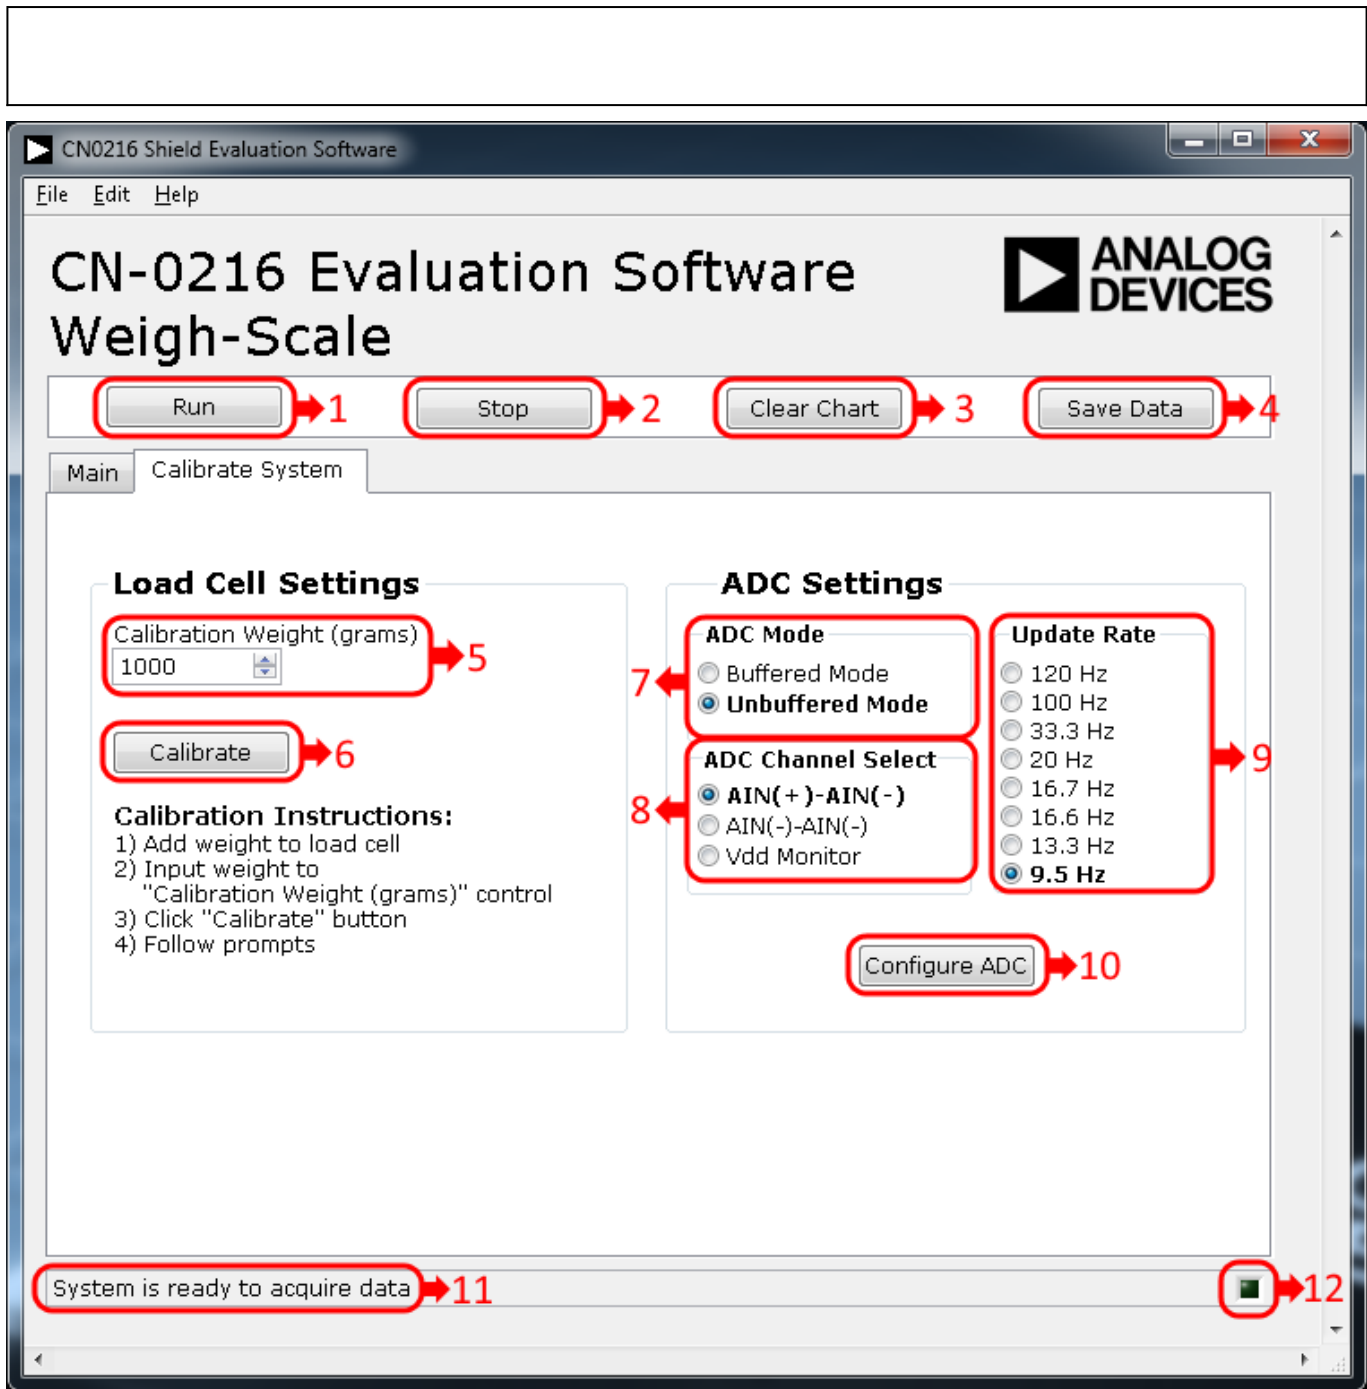 CN0216 Shield Evaluation Software
File Edit Help
CN-0216 Evaluation Software
Weigh-Scale
ANALOG
DEVICES
Run 1 Stop 2 Clear Chart 3 Save Data 4
Main Calibrate System
Load Cell Settings
Calibration Weight (grams)
1000
5
Calibrate 6
Calibration Instructions:
1) Add weight to load cell
2) Input weight to
"Calibration Weight (grams)" control
3) Click "Calibrate" button
4) Follow prompts
ADC Settings
ADC Mode
7
Buffered Mode
Unbuffered Mode
ADC Channel Select
8
AIN(+)-AIN(-)
AIN(-)-AIN(-)
Vdd Monitor
Update Rate
120 Hz
100 Hz
33.3 Hz
20 Hz
16.7 Hz
16.6 Hz
13.3 Hz
9.5 Hz
9
Configure ADC 10
System is ready to acquire data 11
12